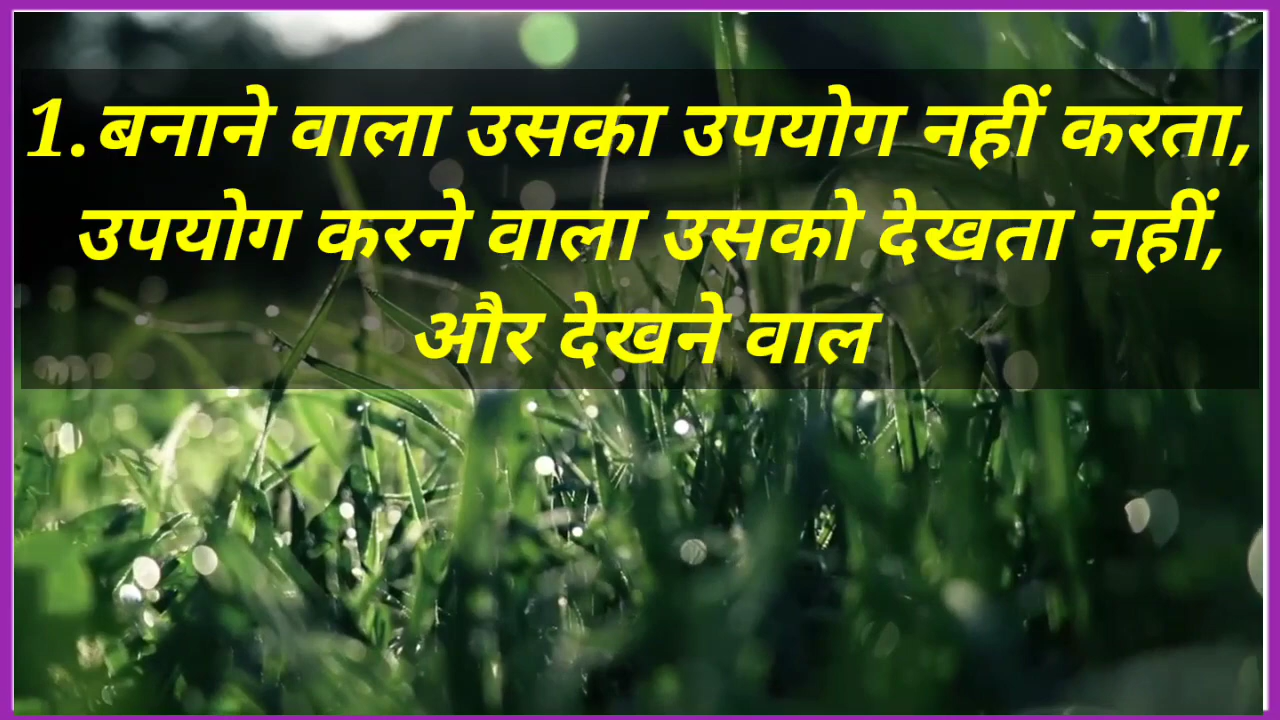 1.बनाने वाला उसका उपयोग नहीं करता,
उपयोग करने वाला उसको देखता नहीं,
और देखने वाल